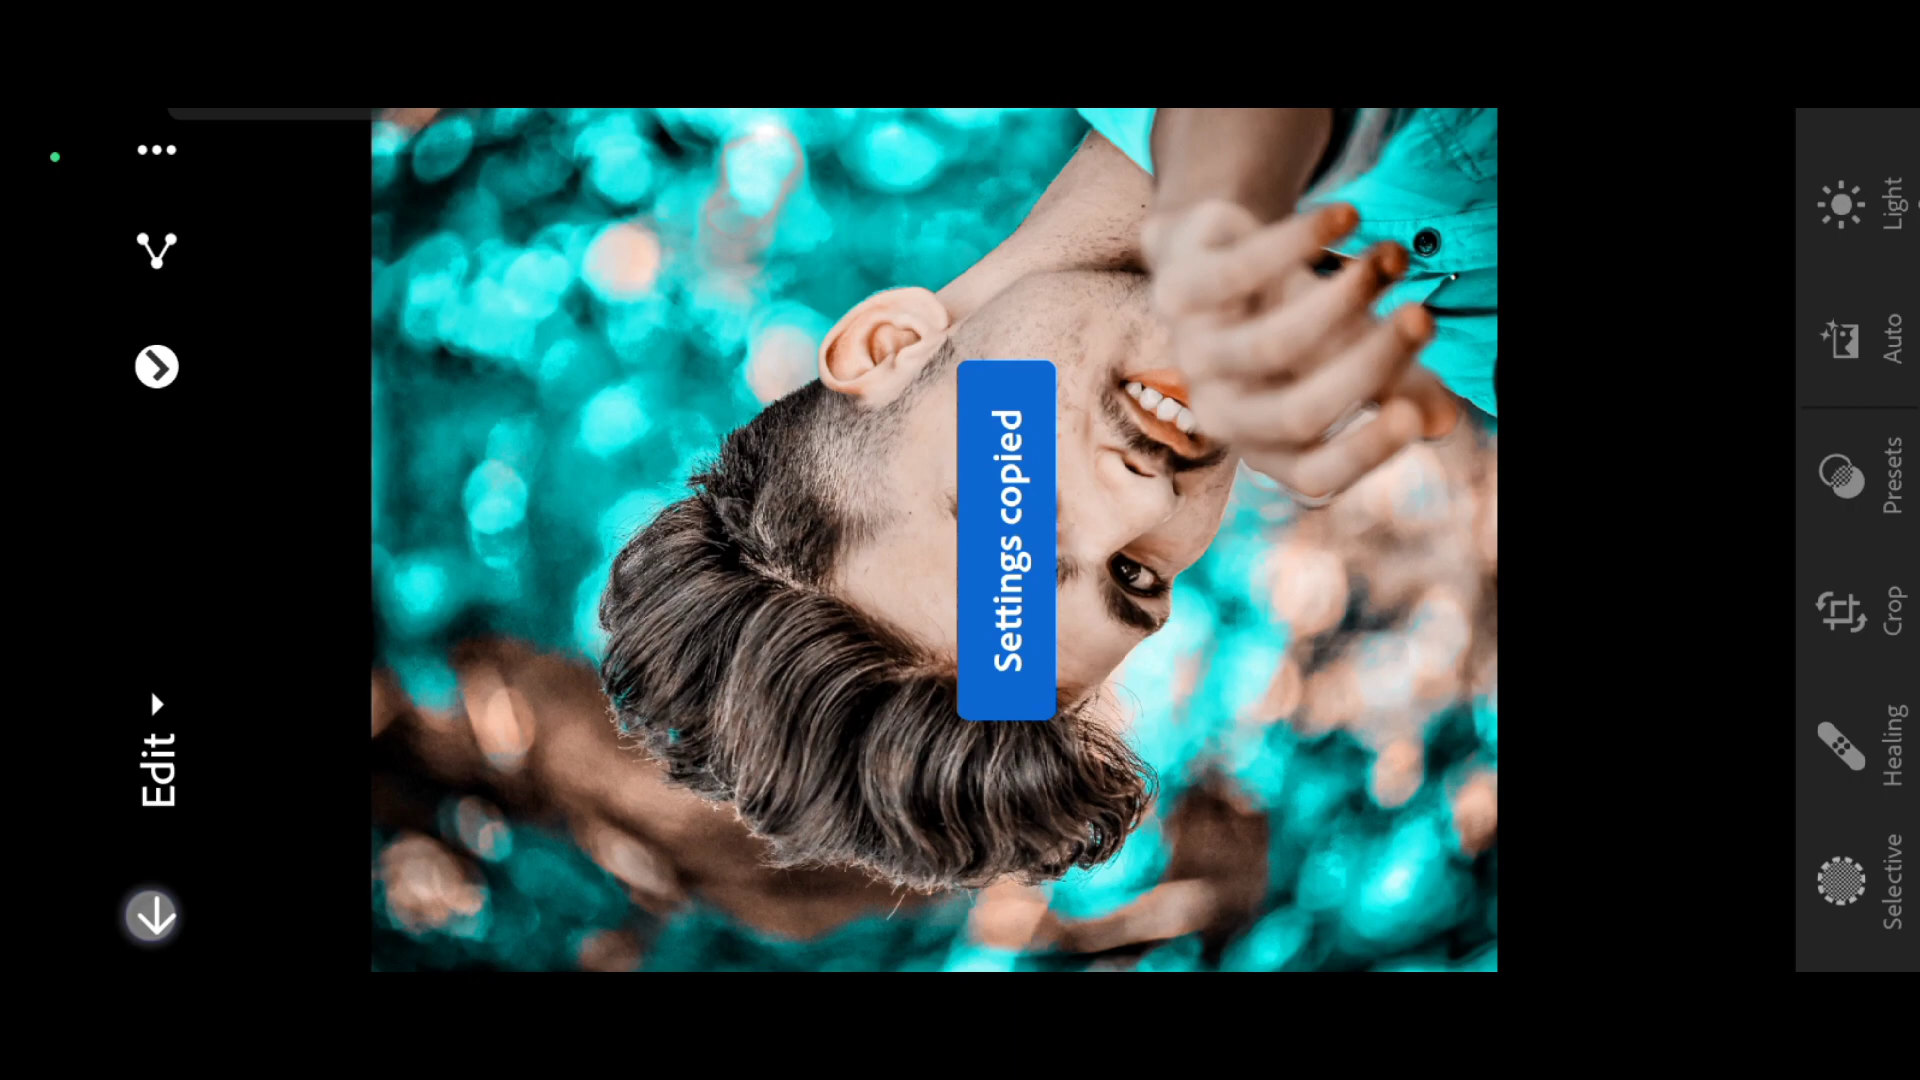 Edit
Settings copied
Selective
Healing
Crop
Presets
Auto
Light